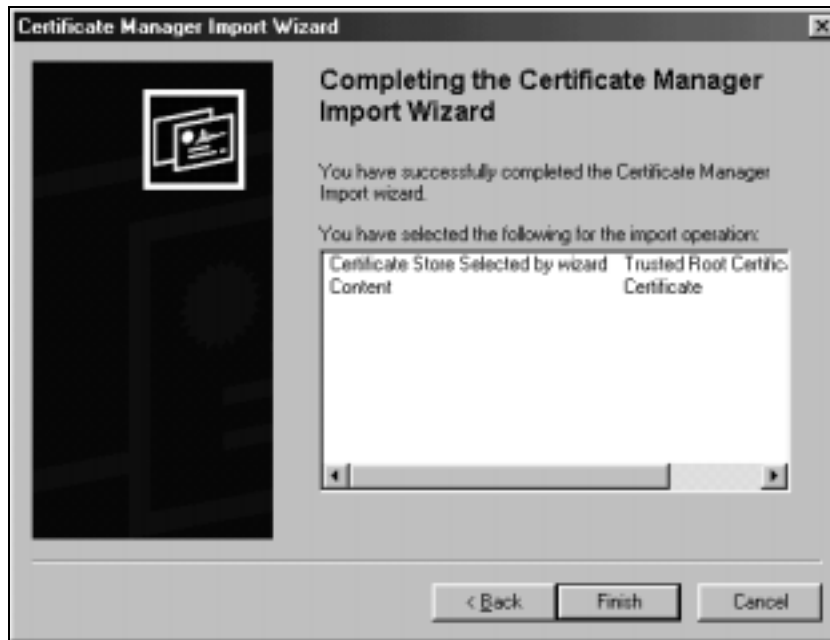 Certificate Manager Import Wizard
Completing the Certificate Manager
Import Wizard
You have successfully completed the Certificate Manager
Import wizard.
You have selected the following for the import operation:
Certificate Store Selected by wizard Trusted Root Certific
Content Certificate
< Back
Finish
Cancel